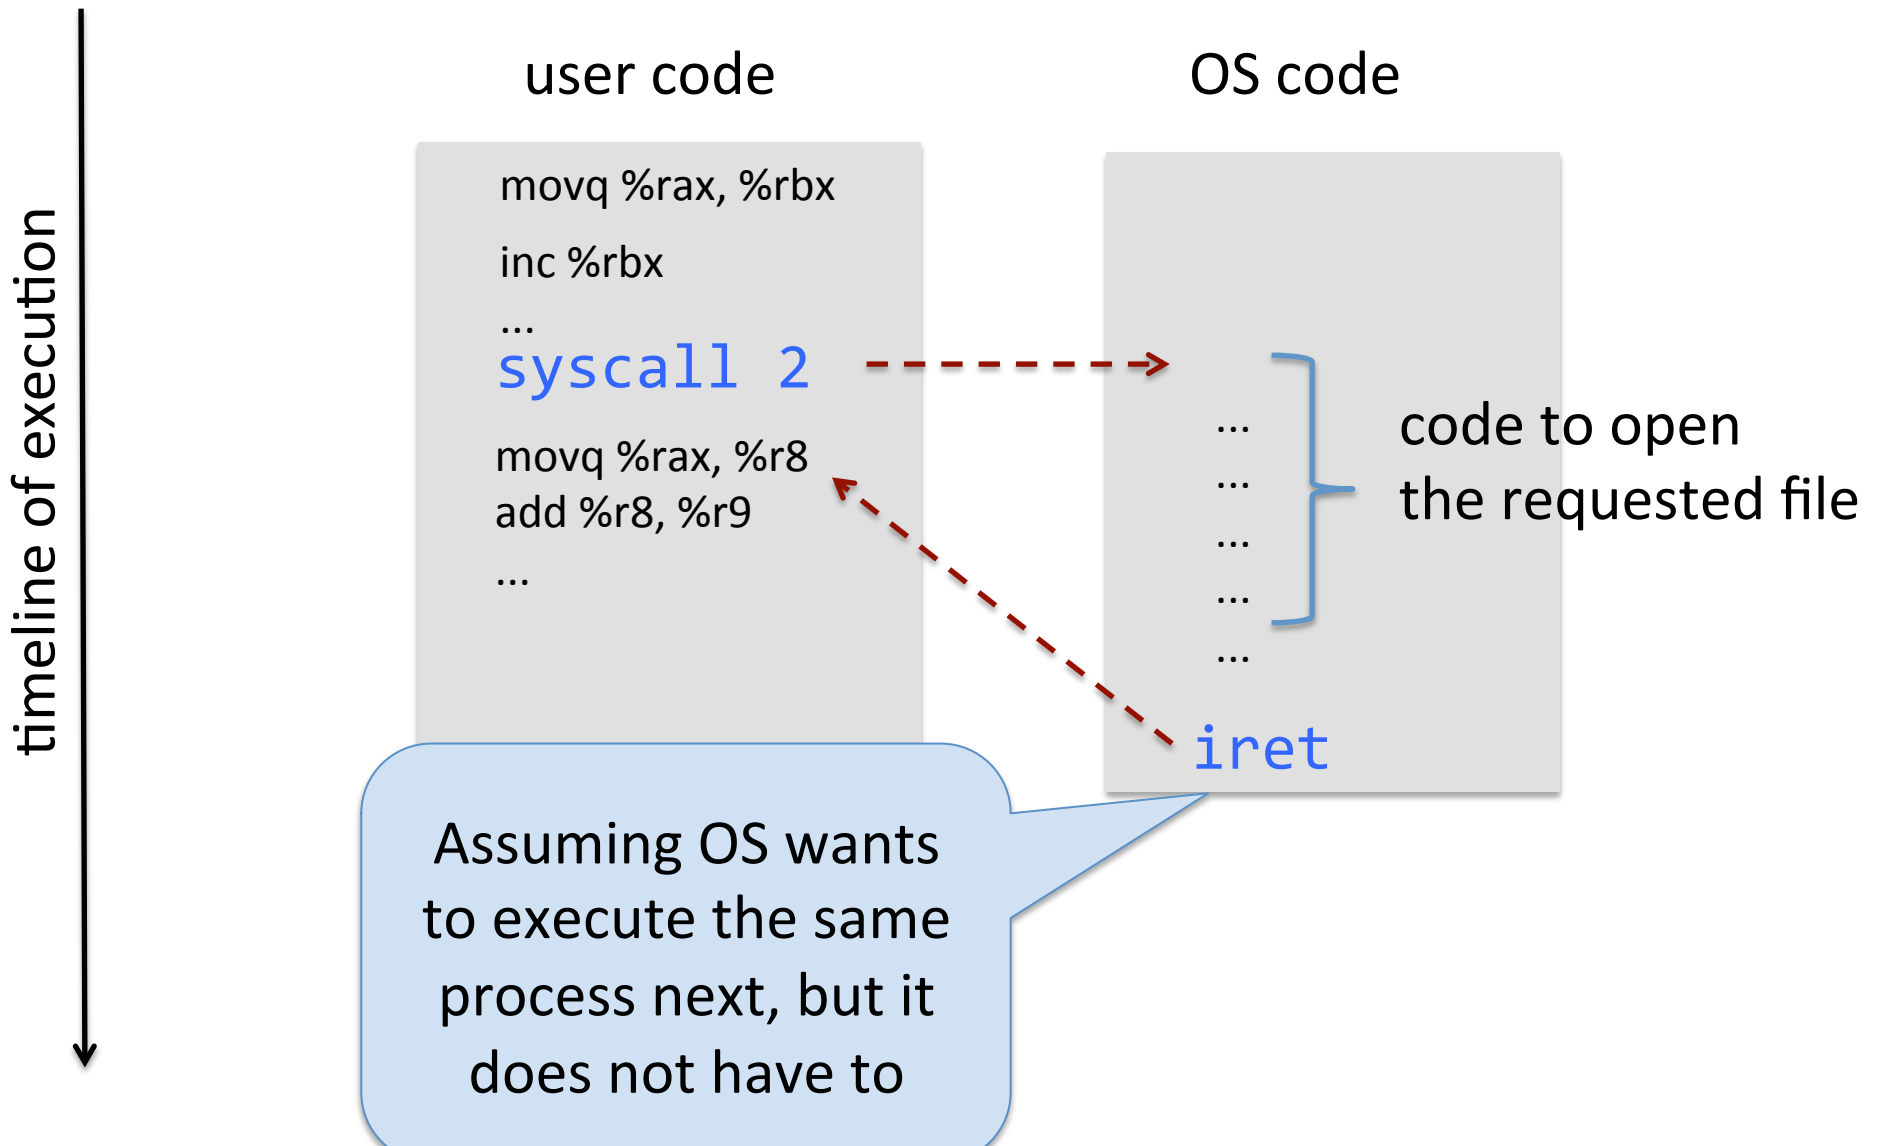 timeline of execution
user code
movq %rax, %rbx
inc %rbx
...
syscall 2
movq %rax, %r8
add %r8, %r9
...
OS code
...
...
...
...
...
iret
code to open
the requested file
Assuming OS wants
to execute the same
process next, but it
does not have to